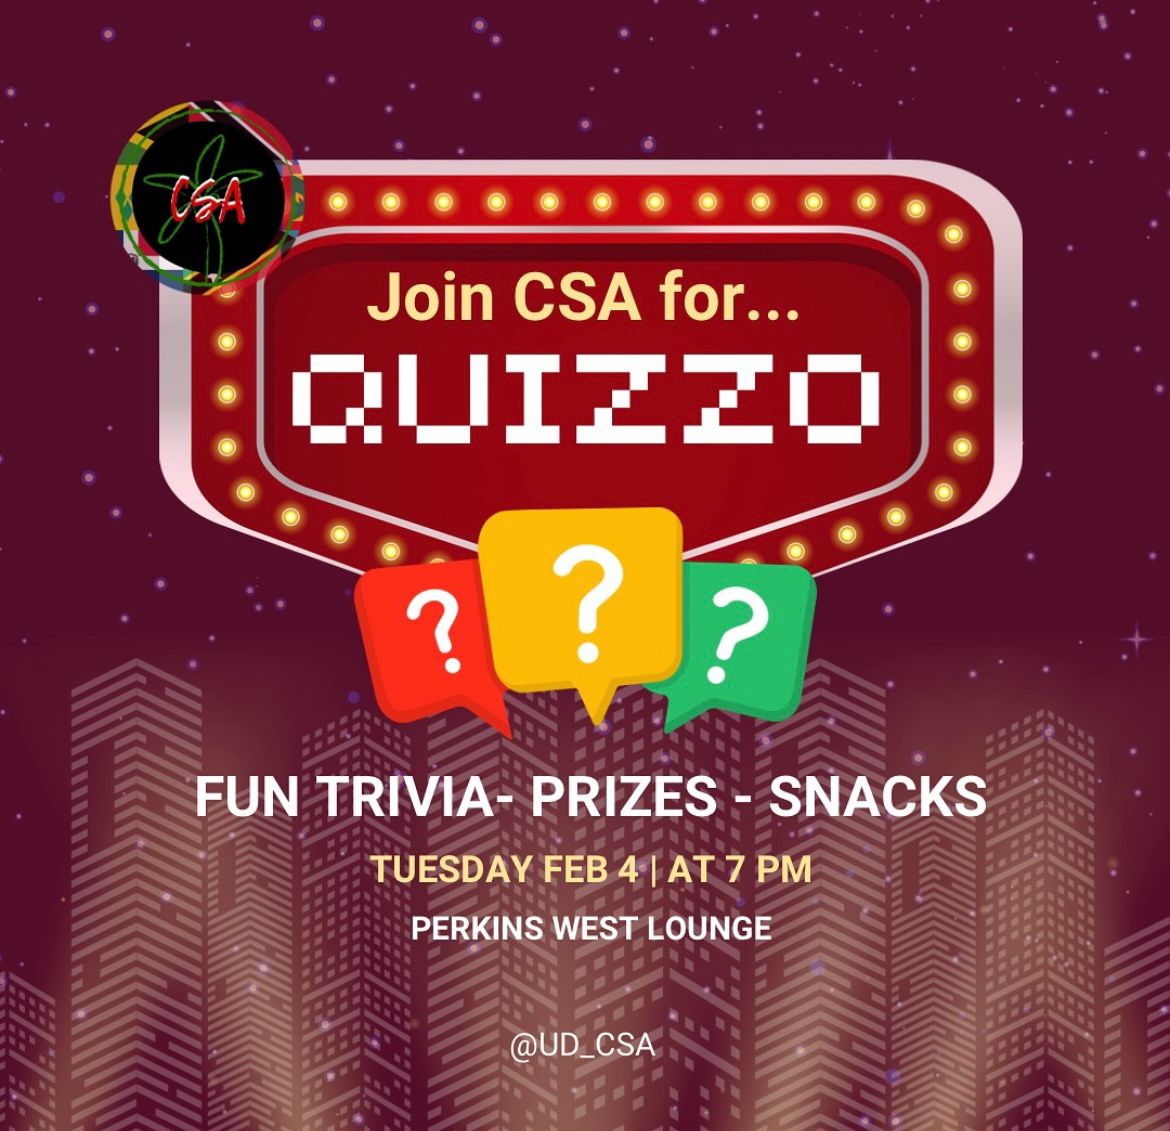 CSA
Join CSA for...
QUIZZO
? ? ?
FUN TRIVIA- PRIZES - SNACKS
TUESDAY FEB 4 | AT 7 PM
PERKINS WEST LOUNGE
@UD_CSA